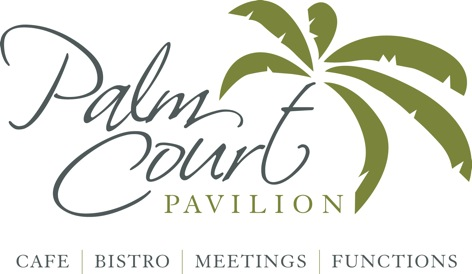 Palm
Court
PAVILION
CAFE | BISTRO | MEETINGS | FUNCTIONS